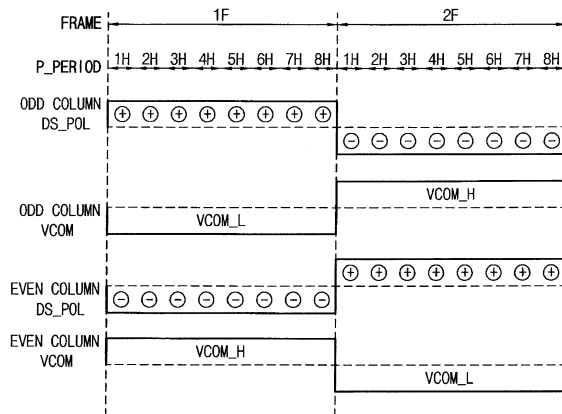 FRAME 1F 2F
P_PERIOD 1H 2H 3H 4H 5H 6H 7H 8H 1H 2H 3H 4H 5H 6H 7H 8H
ODD COLUMN
DS_POL + + + + + + + +
- - - - - - - -
VCOM_H
ODD COLUMN
VCOM VCOM_L
+ + + + + + + +
EVEN COLUMN
DS_POL - - - - - - - -
EVEN COLUMN
VCOM VCOM_H
VCOM_L